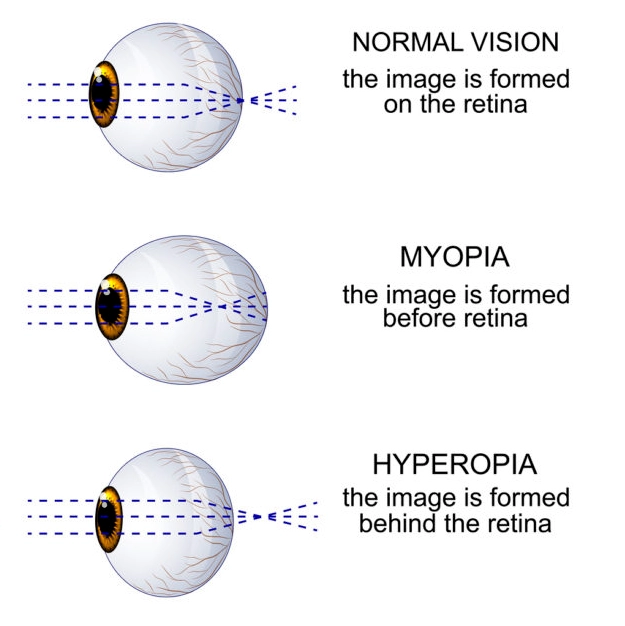 NORMAL VISION
the image is formed
on the retina
MYOPIA
the image is formed
before retina
HYPEROPIA
the image is formed
behind the retina